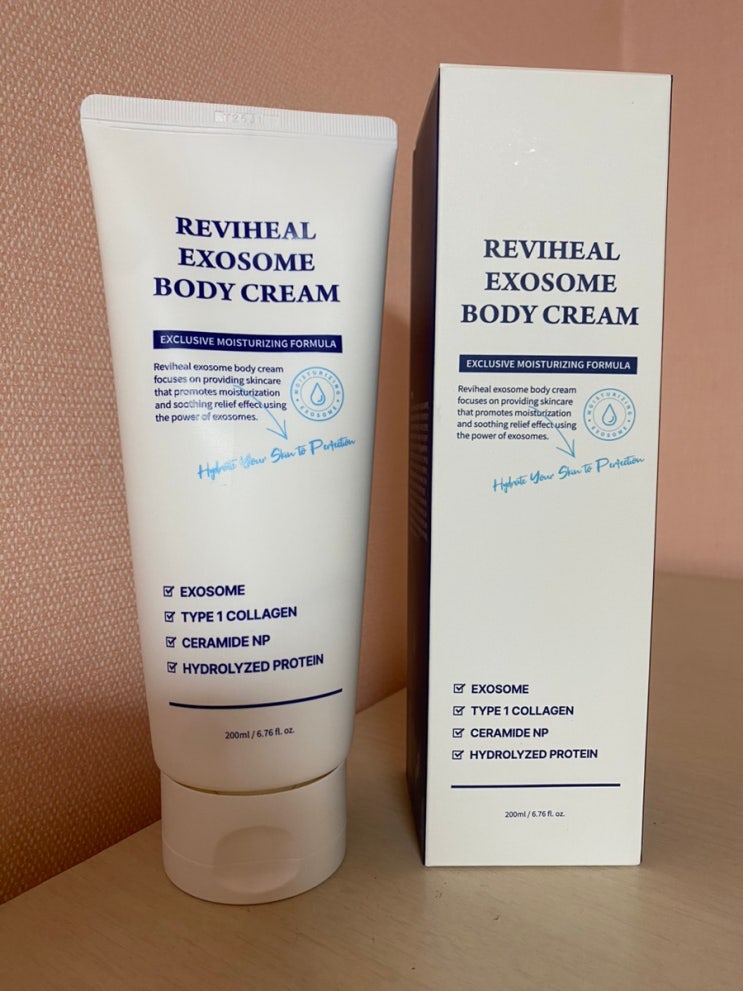 REVIHEAL
EXOSOME
BODY CREAM
EXCLUSIVE MOISTURIZING FORMULA
Reviheal exosome body cream
focuses on providing skincare
that promotes moisturization
and soothing relief effect using
the power of exosomes.
MOISTURIZING
EXOSOME
Hydrate Your Skin to Perfection
EXOSOME
TYPE 1 COLLAGEN
CERAMIDE NP
HYDROLYZED PROTEIN
200ml / 6.76 fl. oz.
REVIHEAL
EXOSOME
BODY CREAM
EXCLUSIVE MOISTURIZING FORMULA
Reviheal exosome body cream
focuses on providing skincare
that promotes moisturization
and soothing relief effect using
the power of exosomes.
MOISTURIZING
EXOSOME
Hydrate Your Skin to Perfection
EXOSOME
TYPE 1 COLLAGEN
CERAMIDE NP
HYDROLYZED PROTEIN
200ml / 6.76 fl. oz.